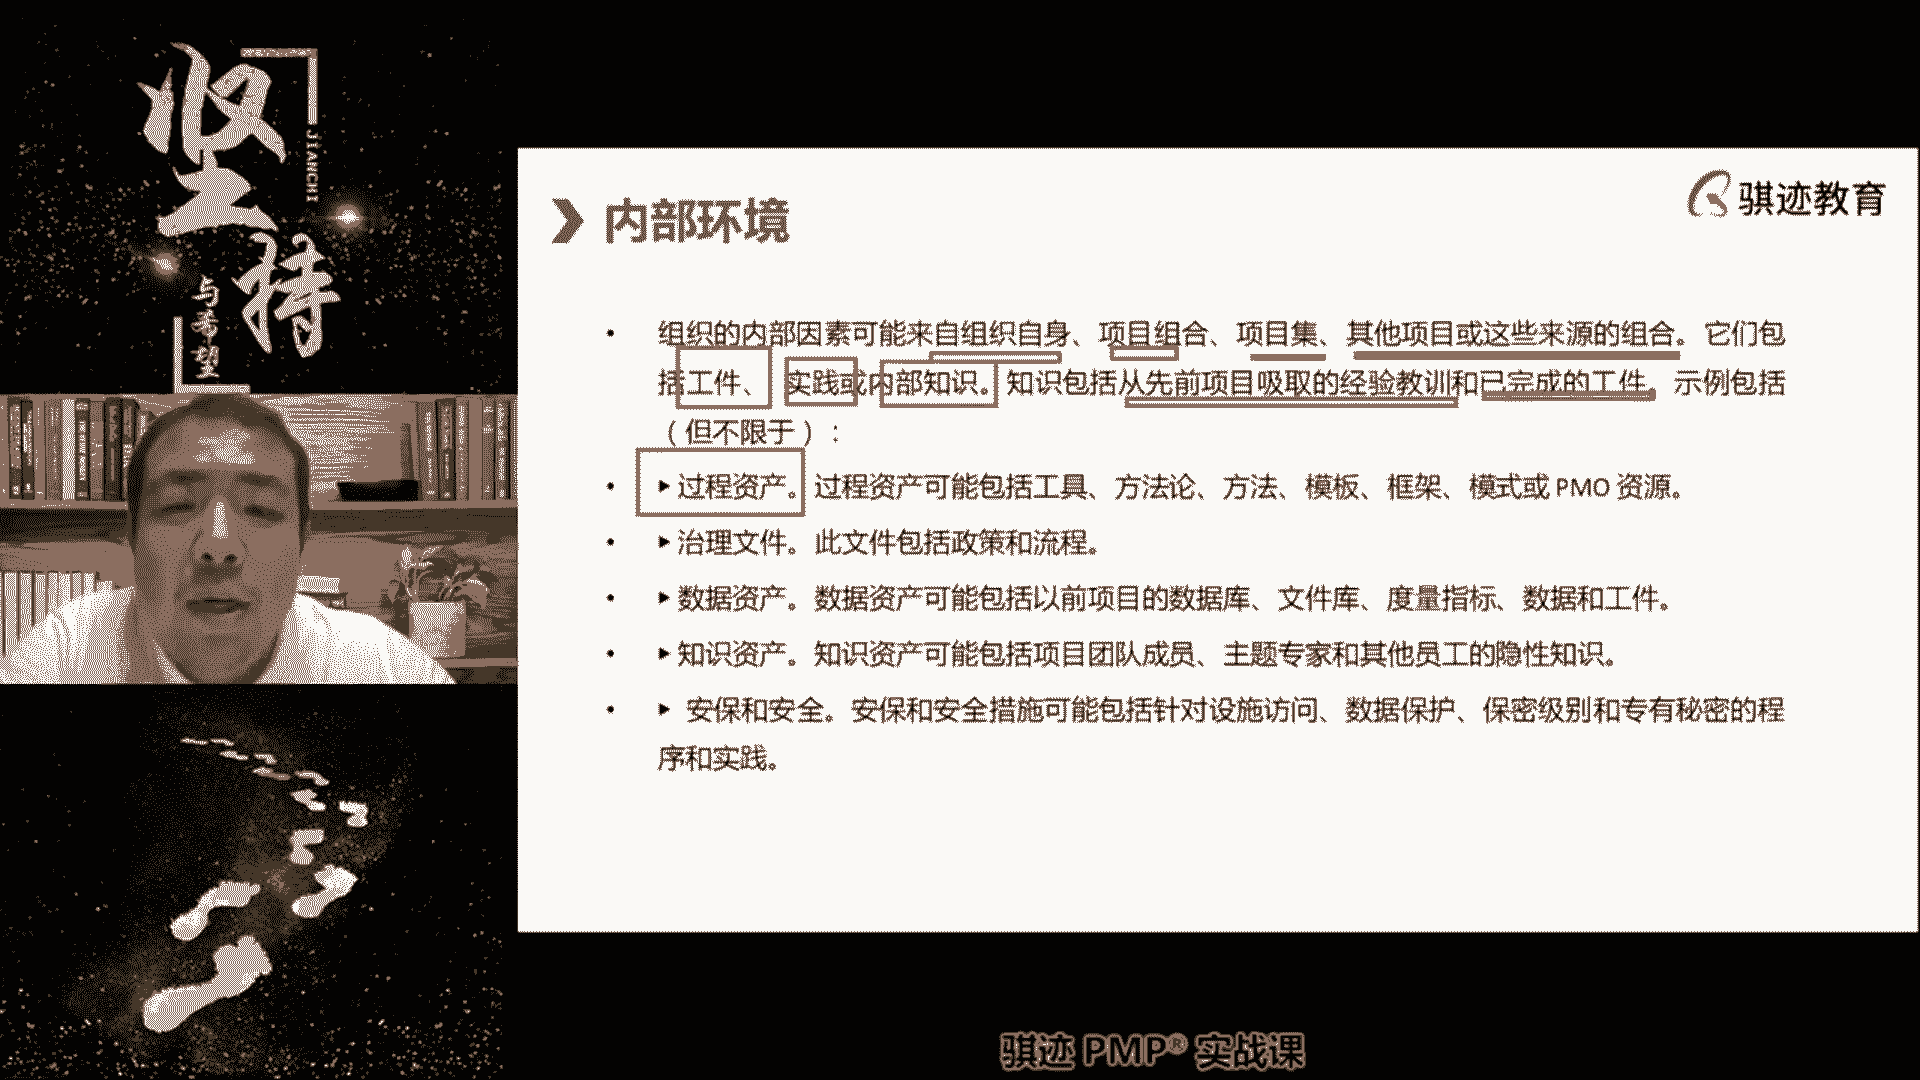 坚持
JIANCHI
与希望
骐迹教育
内部环境
• 组织的内部因素可能来自组织自身、项目组合、项目集、其他项目或这些来源的组合。它们包
括工件、实践或内部知识。知识包括从先前项目吸取的经验教训和已完成的工件。示例包括
（但不限于）：
• ▶过程资产。过程资产可能包括工具、方法论、方法、模板、框架、模式或 PMO 资源。
• ▶治理文件。此文件包括政策和流程。
• ▶数据资产。数据资产可能包括以前项目的数据库、文件库、度量指标、数据和工件。
• ▶知识资产。知识资产可能包括项目团队成员、主题专家和其他员工的隐性知识。
• ▶ 安保和安全。安保和安全措施可能包括针对设施访问、数据保护、保密级别和专有秘密的程
序和实践。
骐迹 PMP® 实战课